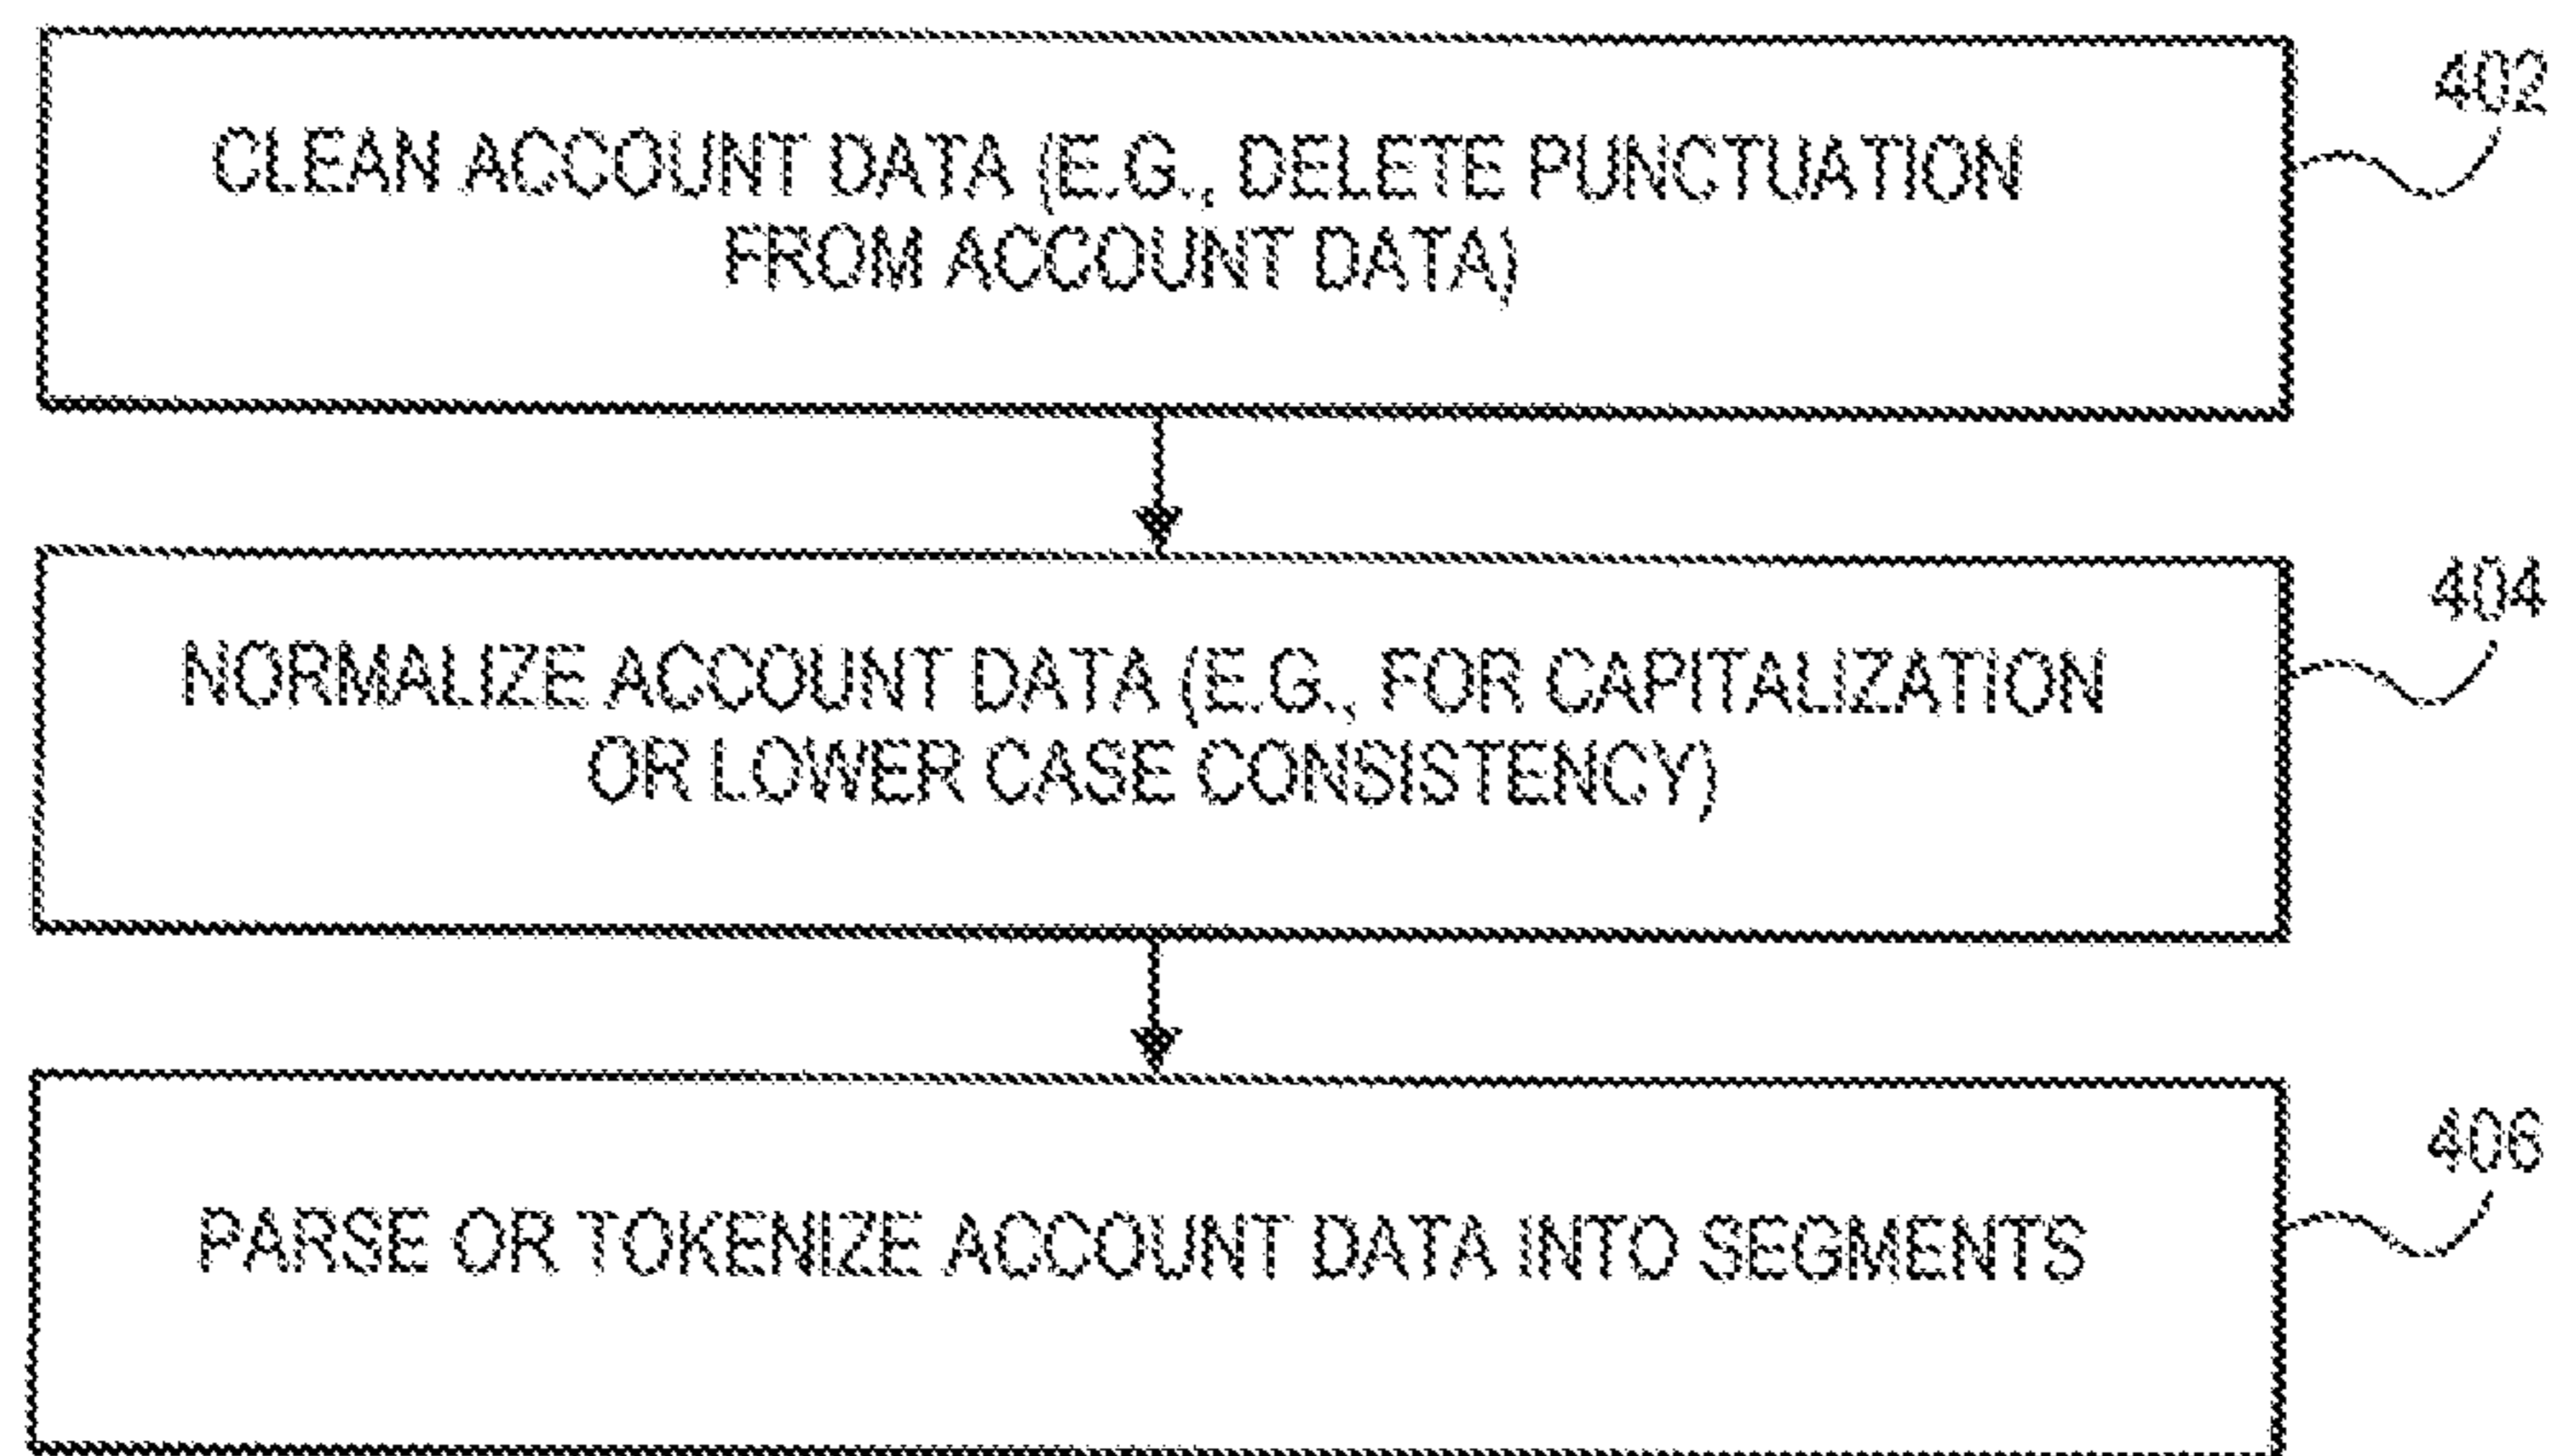 402
CLEAN ACCOUNT DATA (E.G., DELETE PUNCTUATION
FROM ACCOUNT DATA)
404
NORMALIZE ACCOUNT DATA (E.G., FOR CAPITALIZATION
OR LOWER CASE CONSISTENCY)
406
PARSE OR TOKENIZE ACCOUNT DATA INTO SEGMENTS